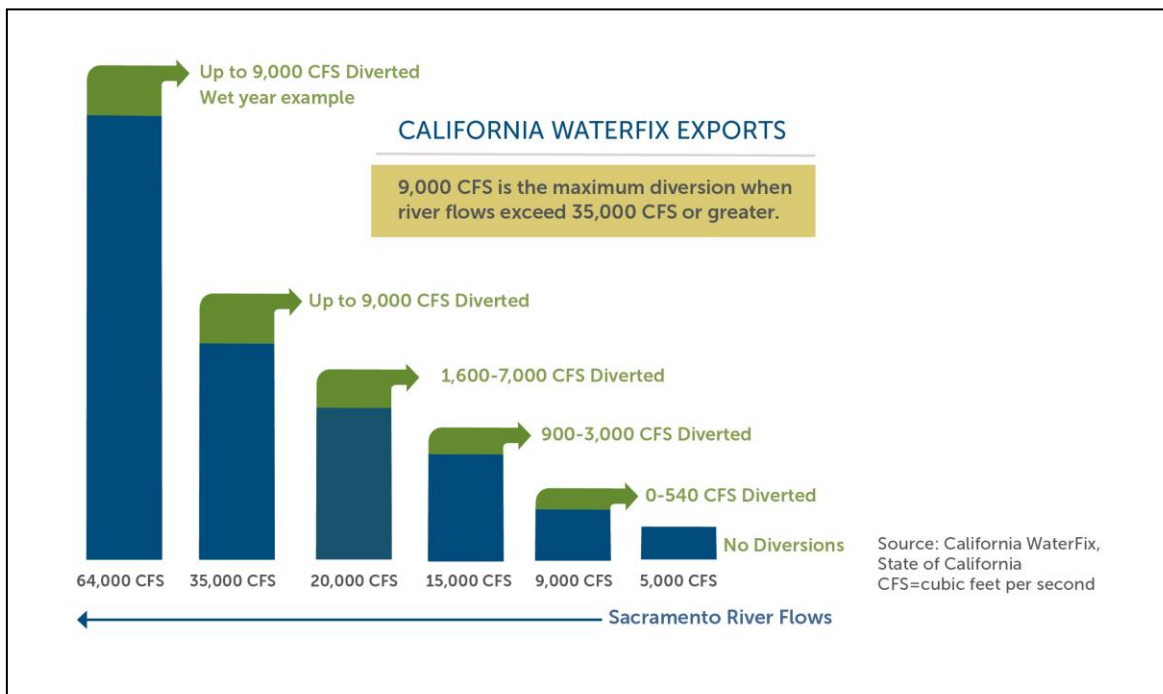 Up to 9,000 CFS Diverted
Wet year example
CALIFORNIA WATERFIX EXPORTS
9,000 CFS is the maximum diversion when
river flows exceed 35,000 CFS or greater.
Up to 9,000 CFS Diverted
1,600-7,000 CFS Diverted
900-3,000 CFS Diverted
0-540 CFS Diverted
No Diversions
Source: California WaterFix,
State of California
CFS=cubic feet per second
64,000 CFS
35,000 CFS
20,000 CFS
15,000 CFS
9,000 CFS
5,000 CFS
Sacramento River Flows